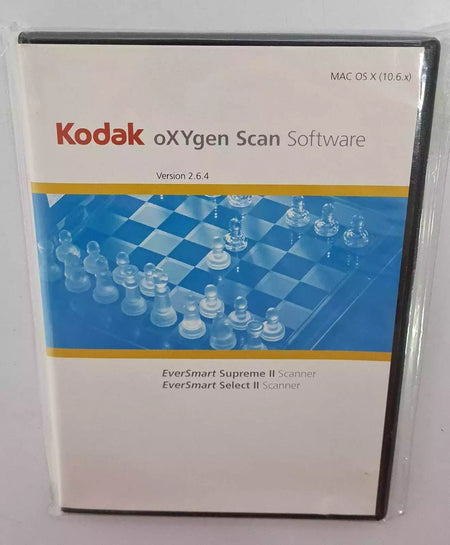 MAC OS X (10.6.x)
Kodak oXYgen Scan Software
Version 2.6.4
EverSmart Supreme II Scanner
EverSmart Select II Scanner